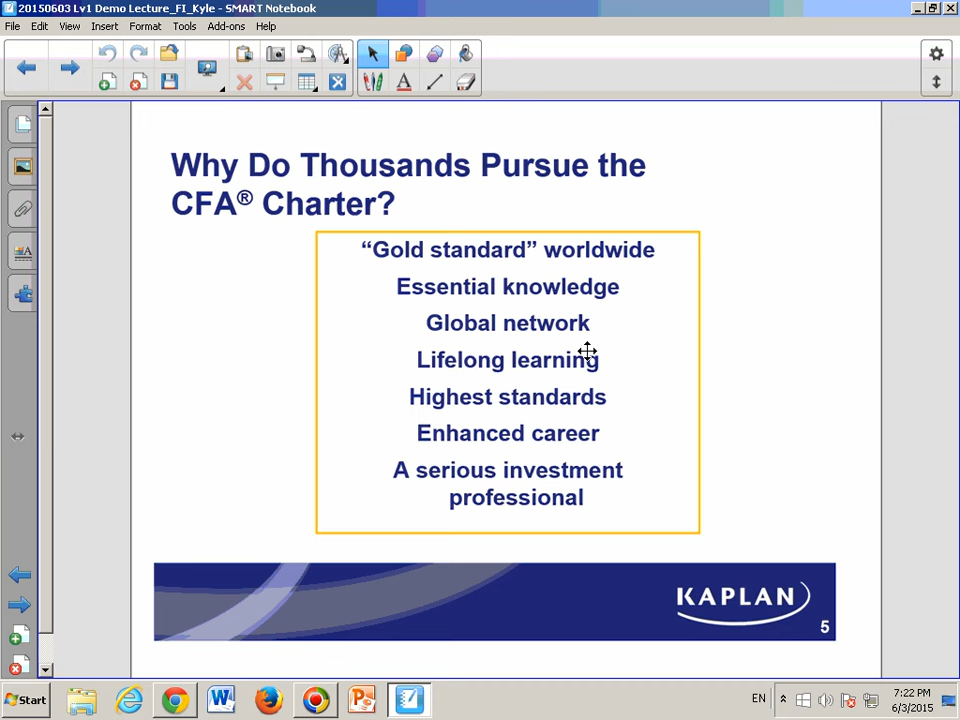 20150603 Lv1 Demo Lecture_FI_Kyle - SMART Notebook
File Edit View Insert Format Tools Add-ons Help
Why Do Thousands Pursue the
CFA® Charter?
“Gold standard” worldwide
Essential knowledge
Global network
Lifelong learning
Highest standards
Enhanced career
A serious investment
professional
KAPLAN
5
Start
EN
7:22 PM
6/3/2015